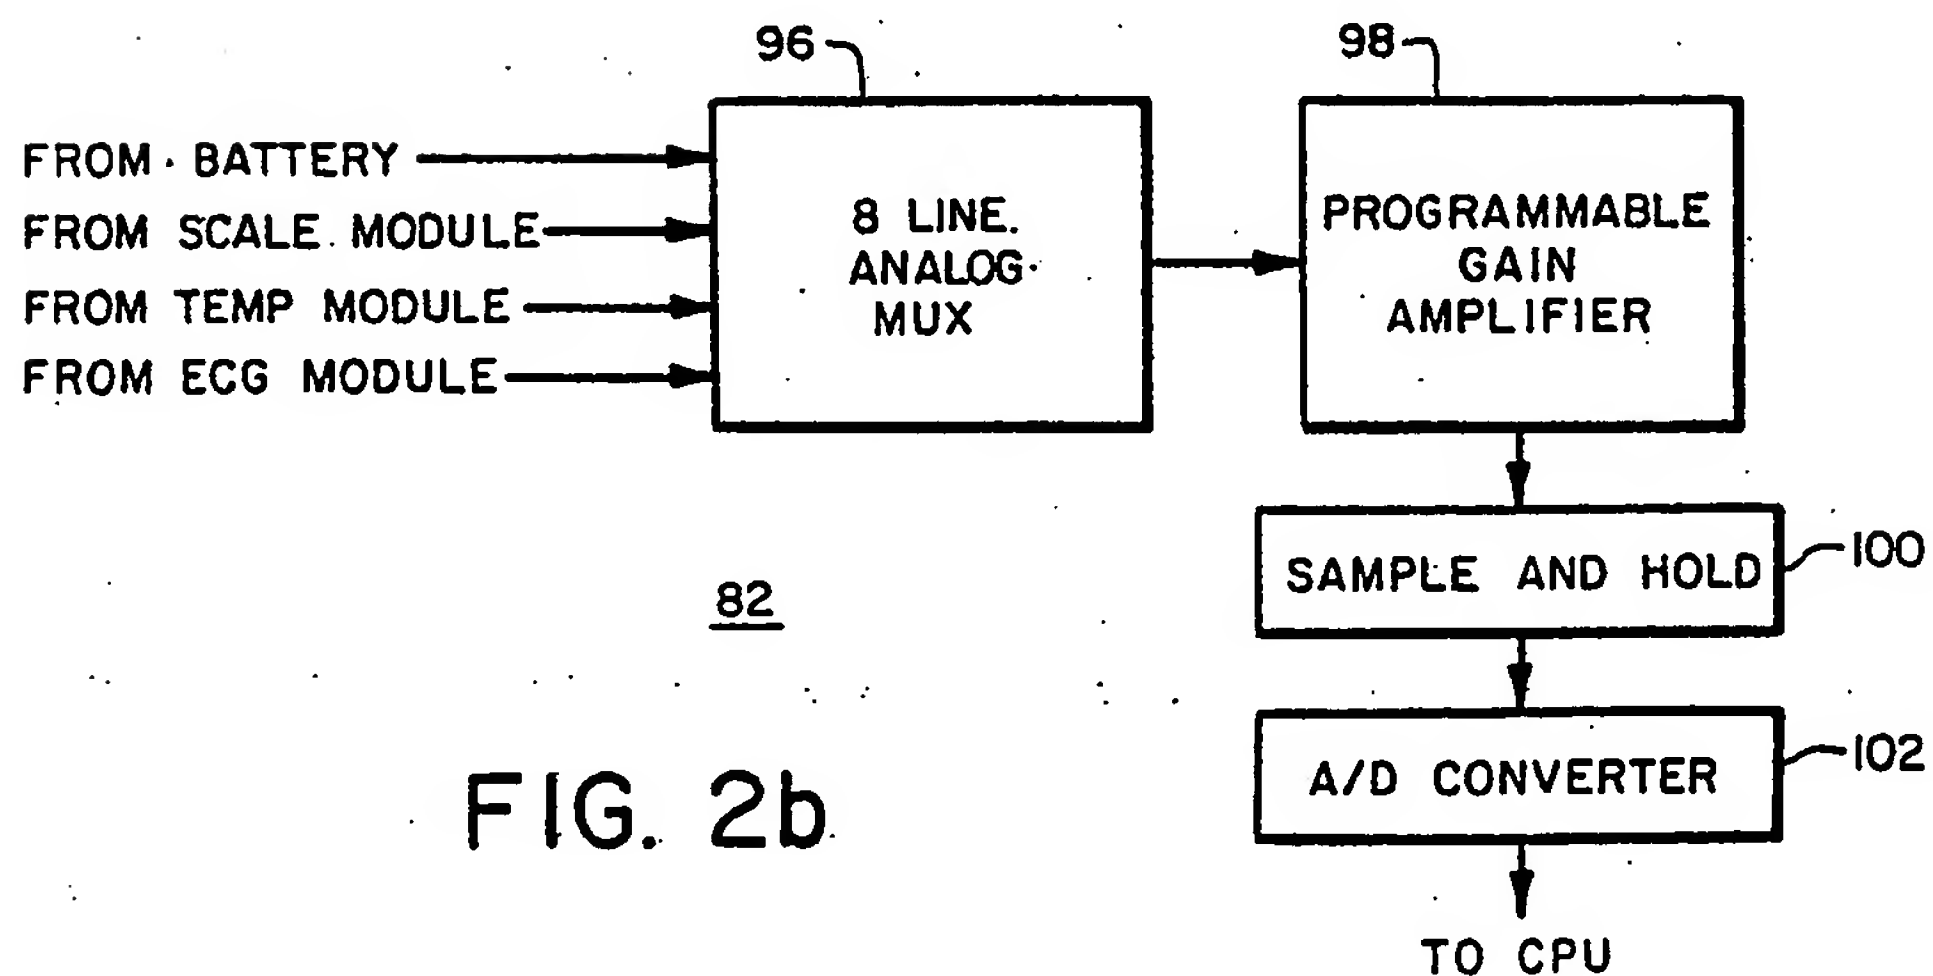 96
98
FROM BATTERY
FROM SCALE MODULE
FROM TEMP MODULE
FROM ECG MODULE
8 LINE
ANALOG
MUX
PROGRAMMABLE
GAIN
AMPLIFIER
SAMPLE AND HOLD
100
82
A/D CONVERTER
102
FIG. 2b
TO CPU